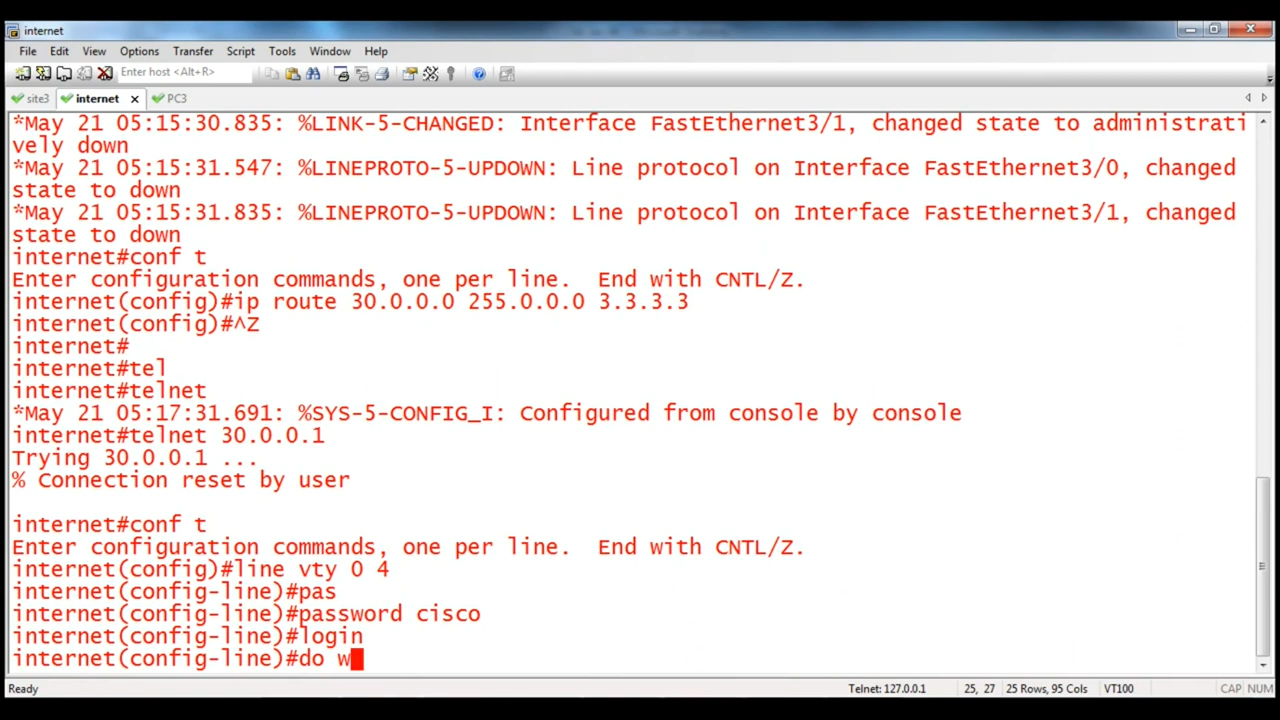 internet
File Edit View Options Transfer Script Tools Window Help
Enter host <Alt+R>
site3 internet PC3
*May 21 05:15:30.835: %LINK-5-CHANGED: Interface FastEthernet3/1, changed state to administrati
vely down
*May 21 05:15:31.547: %LINEPROTO-5-UPDOWN: Line protocol on Interface FastEthernet3/0, changed
state to down
*May 21 05:15:31.835: %LINEPROTO-5-UPDOWN: Line protocol on Interface FastEthernet3/1, changed
state to down
internet#conf t
Enter configuration commands, one per line.  End with CNTL/Z.
internet(config)#ip route 30.0.0.0 255.0.0.0 3.3.3.3
internet(config)#^Z
internet#
internet#tel
internet#telnet
*May 21 05:17:31.691: %SYS-5-CONFIG_I: Configured from console by console
internet#telnet 30.0.0.1
Trying 30.0.0.1 ...
% Connection reset by user
internet#conf t
Enter configuration commands, one per line.  End with CNTL/Z.
internet(config)#line vty 0 4
internet(config-line)#pas
internet(config-line)#password cisco
internet(config-line)#login
internet(config-line)#do w
Ready Telnet: 127.0.0.1 25, 27 25 Rows, 95 Cols VT100 CAP NUM